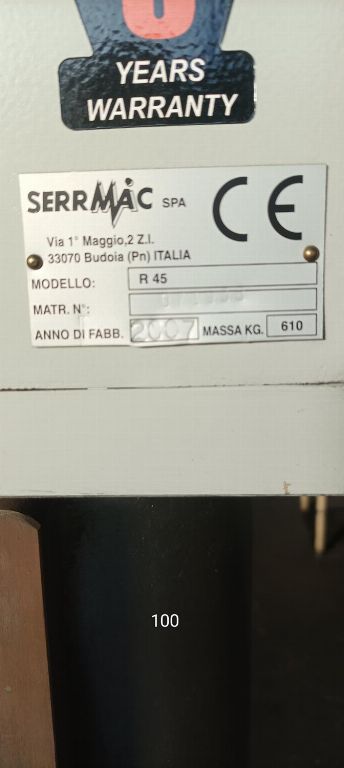 YEARS
WARRANTY
SERRMAC SPA CE
Via 1° Maggio,2 Z.I.
33070 Budoia (Pn) ITALIA
MODELLO: R 45
MATR. N°:
ANNO DI FABB. 2007 MASSA KG. 610
100